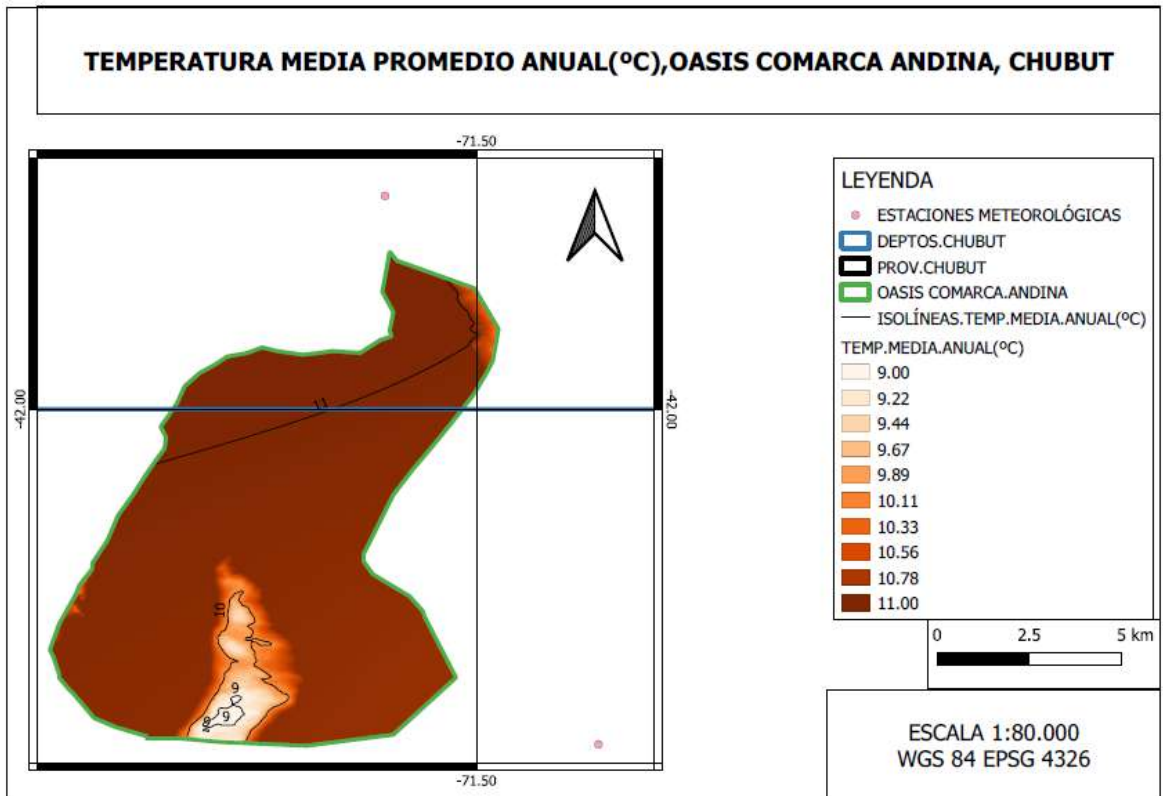 TEMPERATURA MEDIA PROMEDIO ANUAL(ºC),OASIS COMARCA ANDINA, CHUBUT
-71.50
-42.00
-42.00
11
10
9
9
-71.50
LEYENDA
ESTACIONES METEOROLÓGICAS
DEPTOS.CHUBUT
PROV.CHUBUT
OASIS COMARCA.ANDINA
ISOLÍNEAS.TEMP.MEDIA.ANUAL(ºC)
TEMP.MEDIA.ANUAL(ºC)
9.00
9.22
9.44
9.67
9.89
10.11
10.33
10.56
10.78
11.00
0 2.5 5 km
ESCALA 1:80.000
WGS 84 EPSG 4326